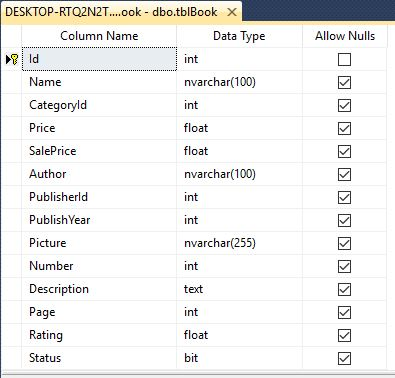 DESKTOP-RTQ2N2T....ook - dbo.tblBook
Column Name Data Type Allow Nulls
Id int
Name nvarchar(100)
CategoryId int
Price float
SalePrice float
Author nvarchar(100)
PublisherId int
PublishYear int
Picture nvarchar(255)
Number int
Description text
Page int
Rating float
Status bit